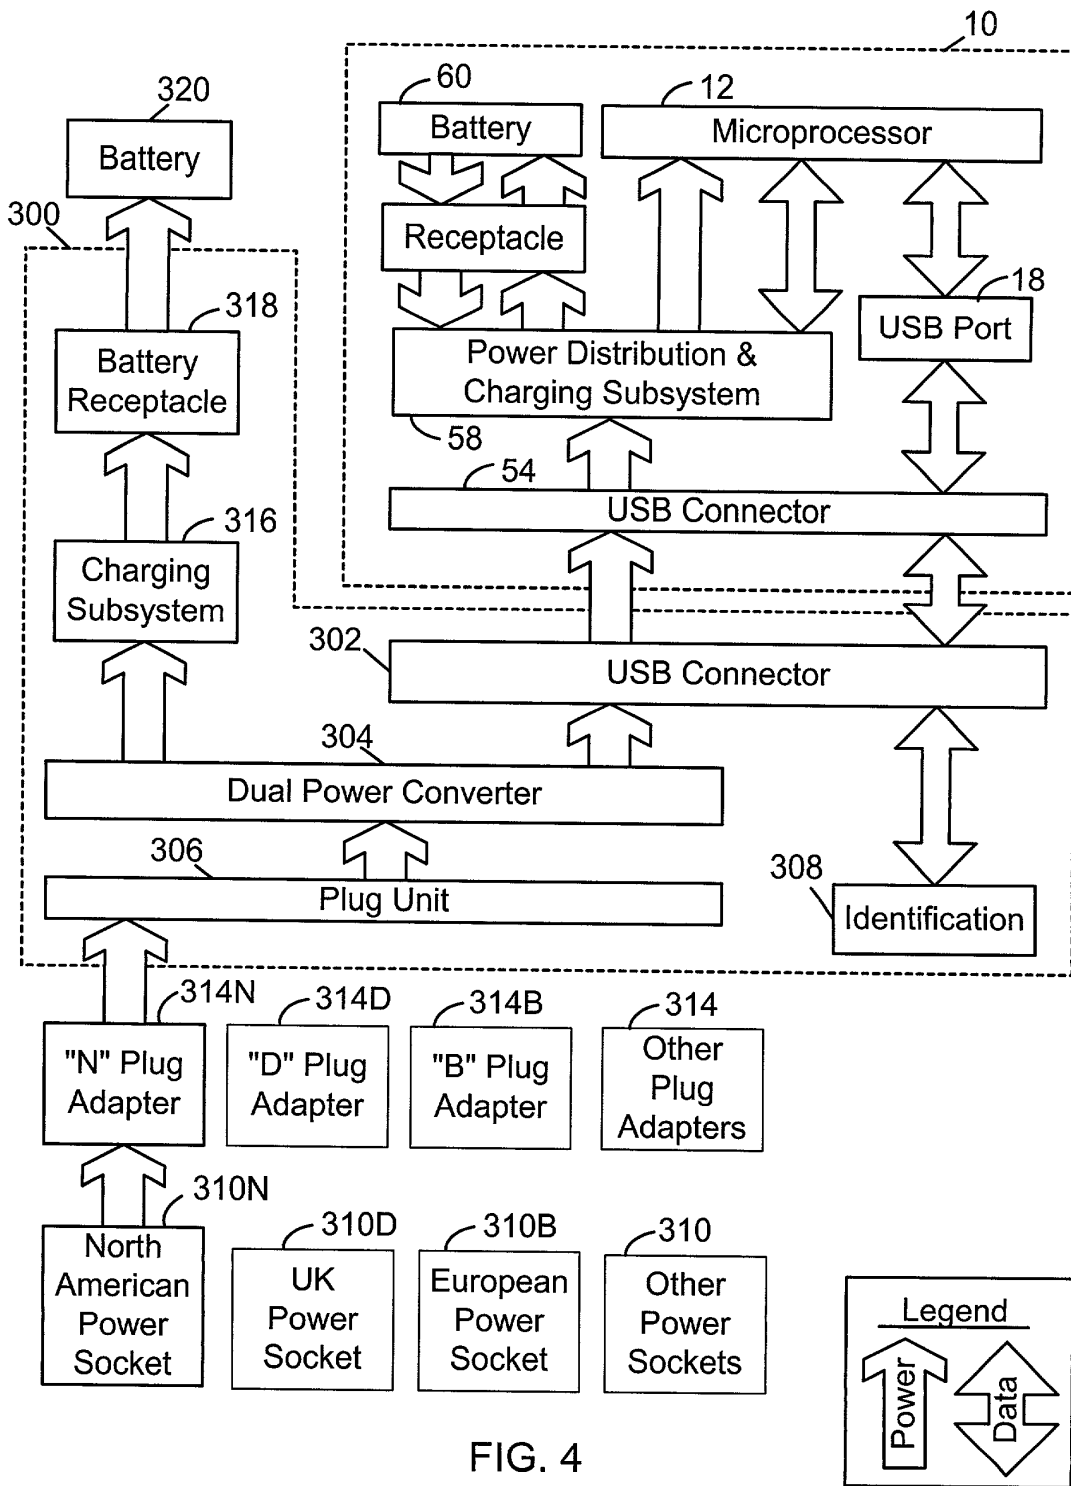 10
320
Battery
60
Battery
12
Microprocessor
300
Receptacle
318
Battery
Receptacle
18
USB Port
Power Distribution &
Charging Subsystem
58
54
USB Connector
316
Charging
Subsystem
302
USB Connector
304
Dual Power Converter
306
Plug Unit
308
Identification
314N
"N" Plug
Adapter
314D
"D" Plug
Adapter
314B
"B" Plug
Adapter
314
Other
Plug
Adapters
310N
North
American
Power
Socket
310D
UK
Power
Socket
310B
European
Power
Socket
310
Other
Power
Sockets
Legend
Power
Data
FIG. 4